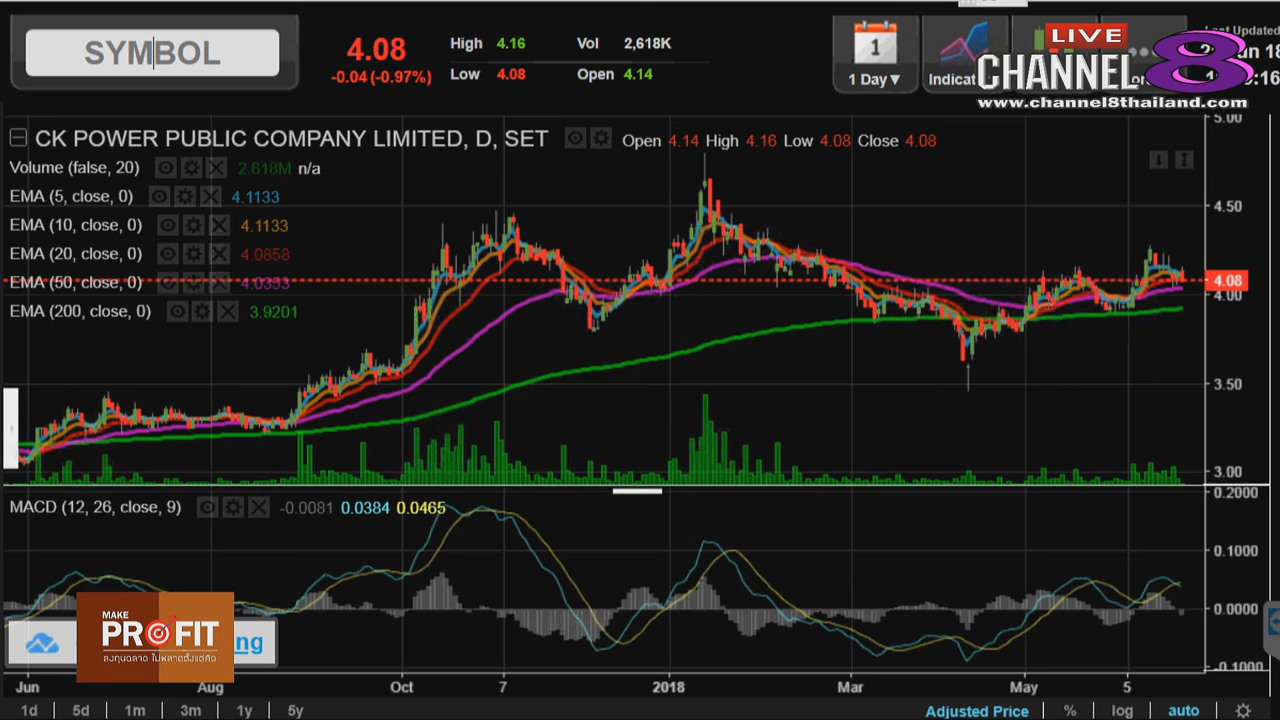 SYMBOL
4.08
-0.04 (-0.97%)
High 4.16
Low 4.08
Vol 2,618K
Open 4.14
1
1 Day ▾
LIVE
CHANNEL 8
www.channel8thailand.com
CK POWER PUBLIC COMPANY LIMITED, D, SET
Open 4.14 High 4.16 Low 4.08 Close 4.08
Volume (false, 20) 2.618M n/a
EMA (5, close, 0) 4.1133
EMA (10, close, 0) 4.1133
EMA (20, close, 0) 4.0858
EMA (50, close, 0) 4.0333
EMA (200, close, 0) 3.9201
5.00
4.50
4.08
4.00
3.50
3.00
MACD (12, 26, close, 9) -0.0081 0.0384 0.0465
0.2000
0.1000
0.0000
-0.1000
MAKE
PROFIT
ลงทุนฉลาด ไม่พลาดตั้งแต่คิด
ng
Jun Aug Oct 7 2018 Mar May 5
1d 5d 1m 3m 1y 5y
Adjusted Price % log auto